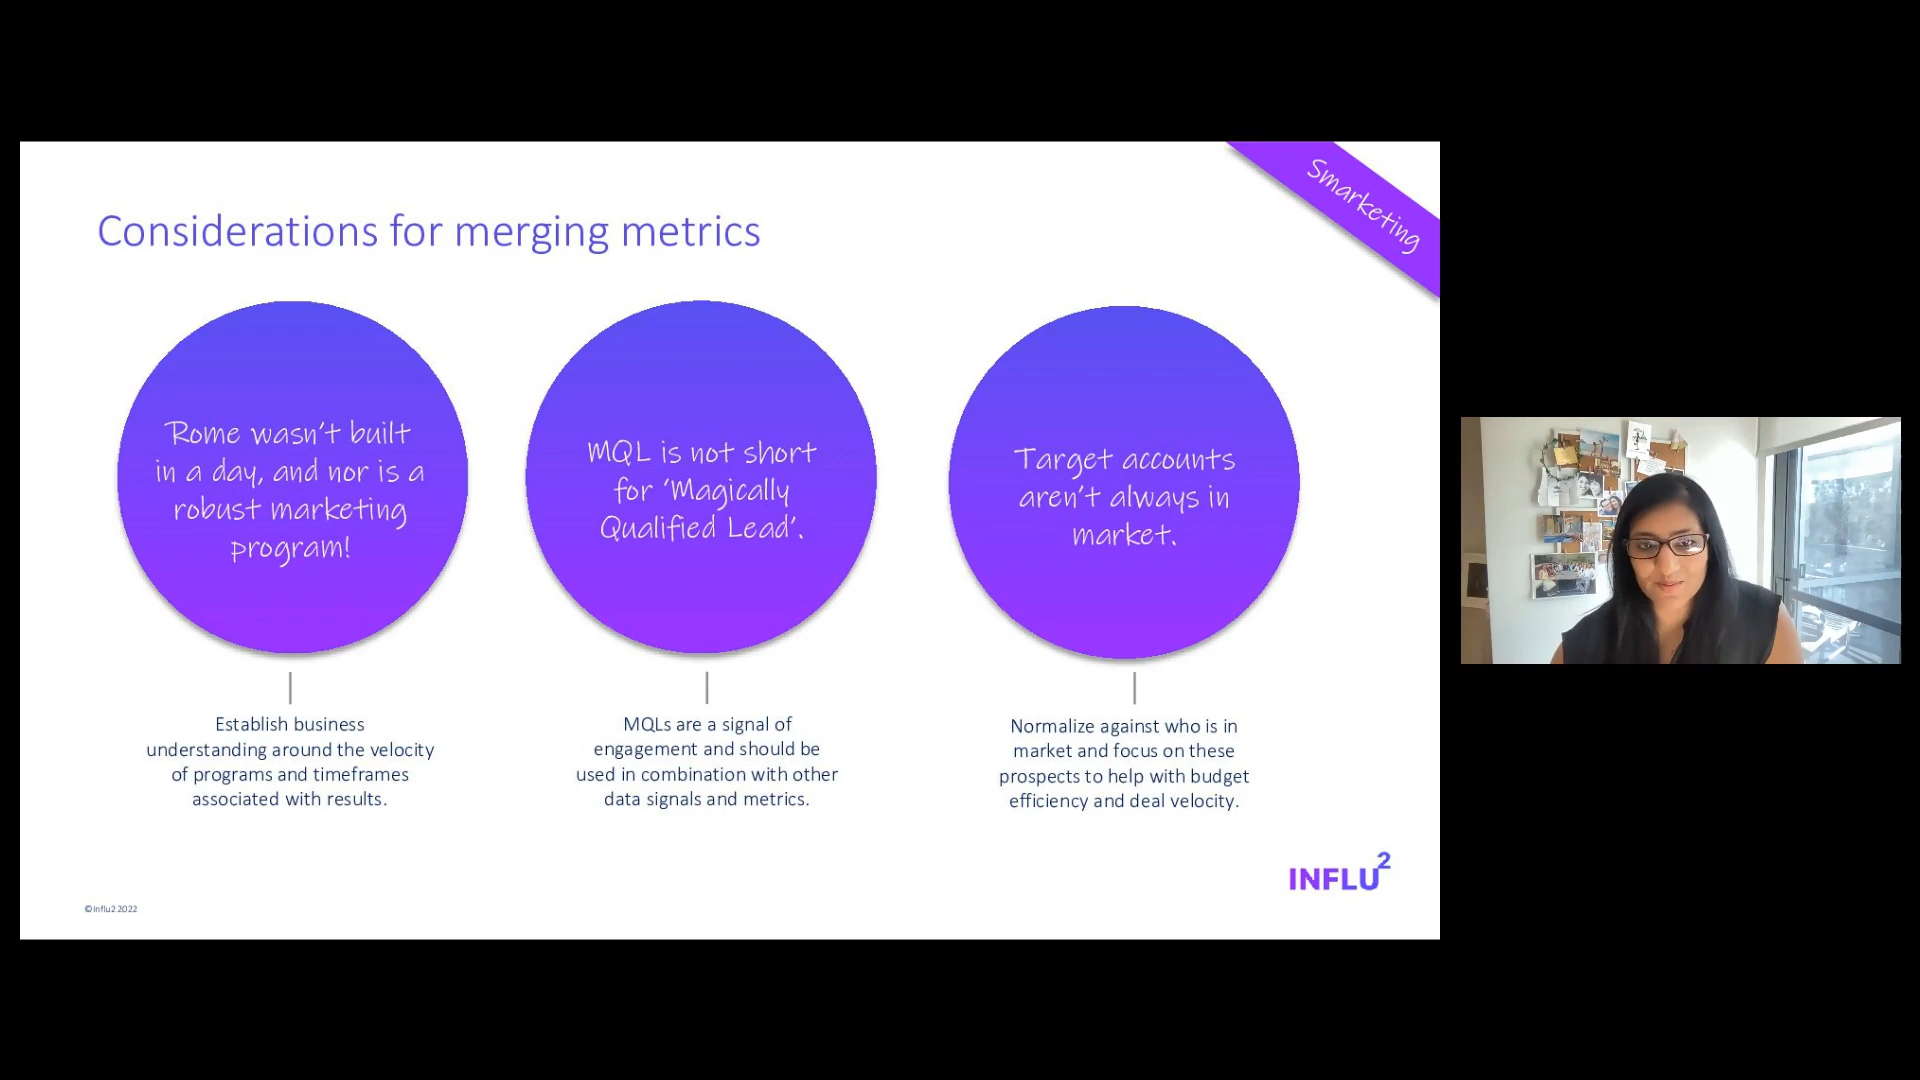 Smarketing
Considerations for merging metrics
Rome wasn't built
in a day, and nor is a
robust marketing
program!
MQL is not short
for 'Magically
Qualified Lead'.
Target accounts
aren't always in
market.
Establish business
understanding around the velocity
of programs and timeframes
associated with results.
MQLs are a signal of
engagement and should be
used in combination with other
data signals and metrics.
Normalize against who is in
market and focus on these
prospects to help with budget
efficiency and deal velocity.
INFLU2
©Influ2 2022